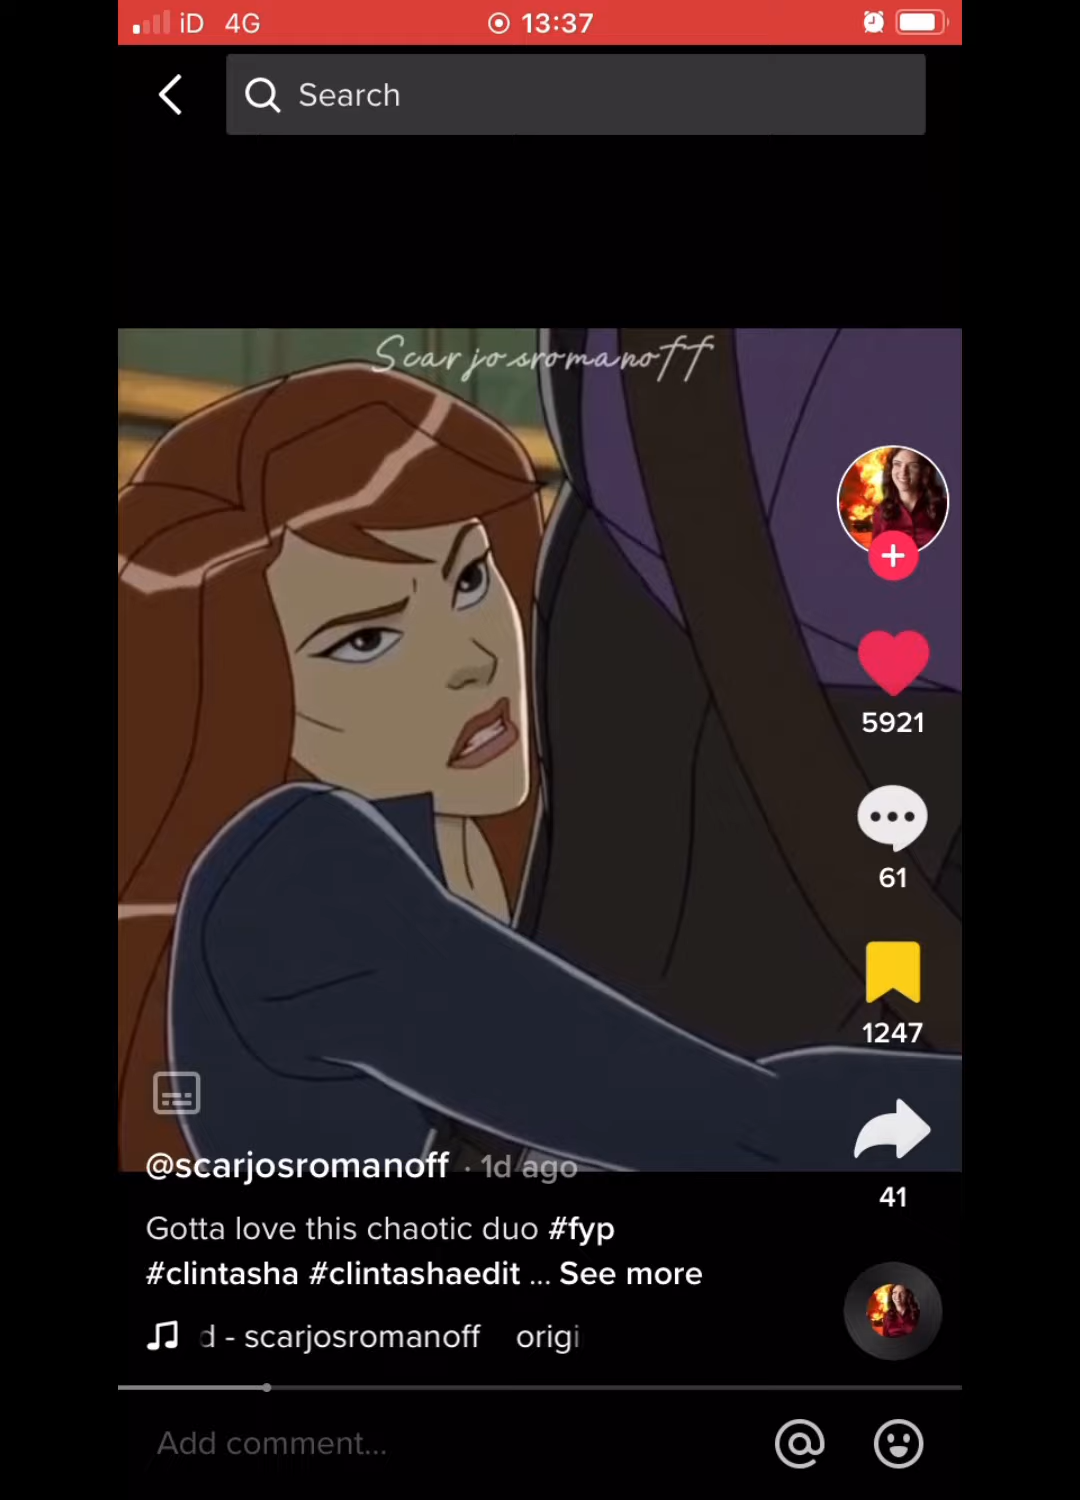 iD 4G 13:37
Search
Scarjosromanoff
5921
61
1247
41
@scarjosromanoff · 1d ago
Gotta love this chaotic duo #fyp
#clintasha #clintashaedit ... See more
d - scarjosromanoff origi
Add comment...